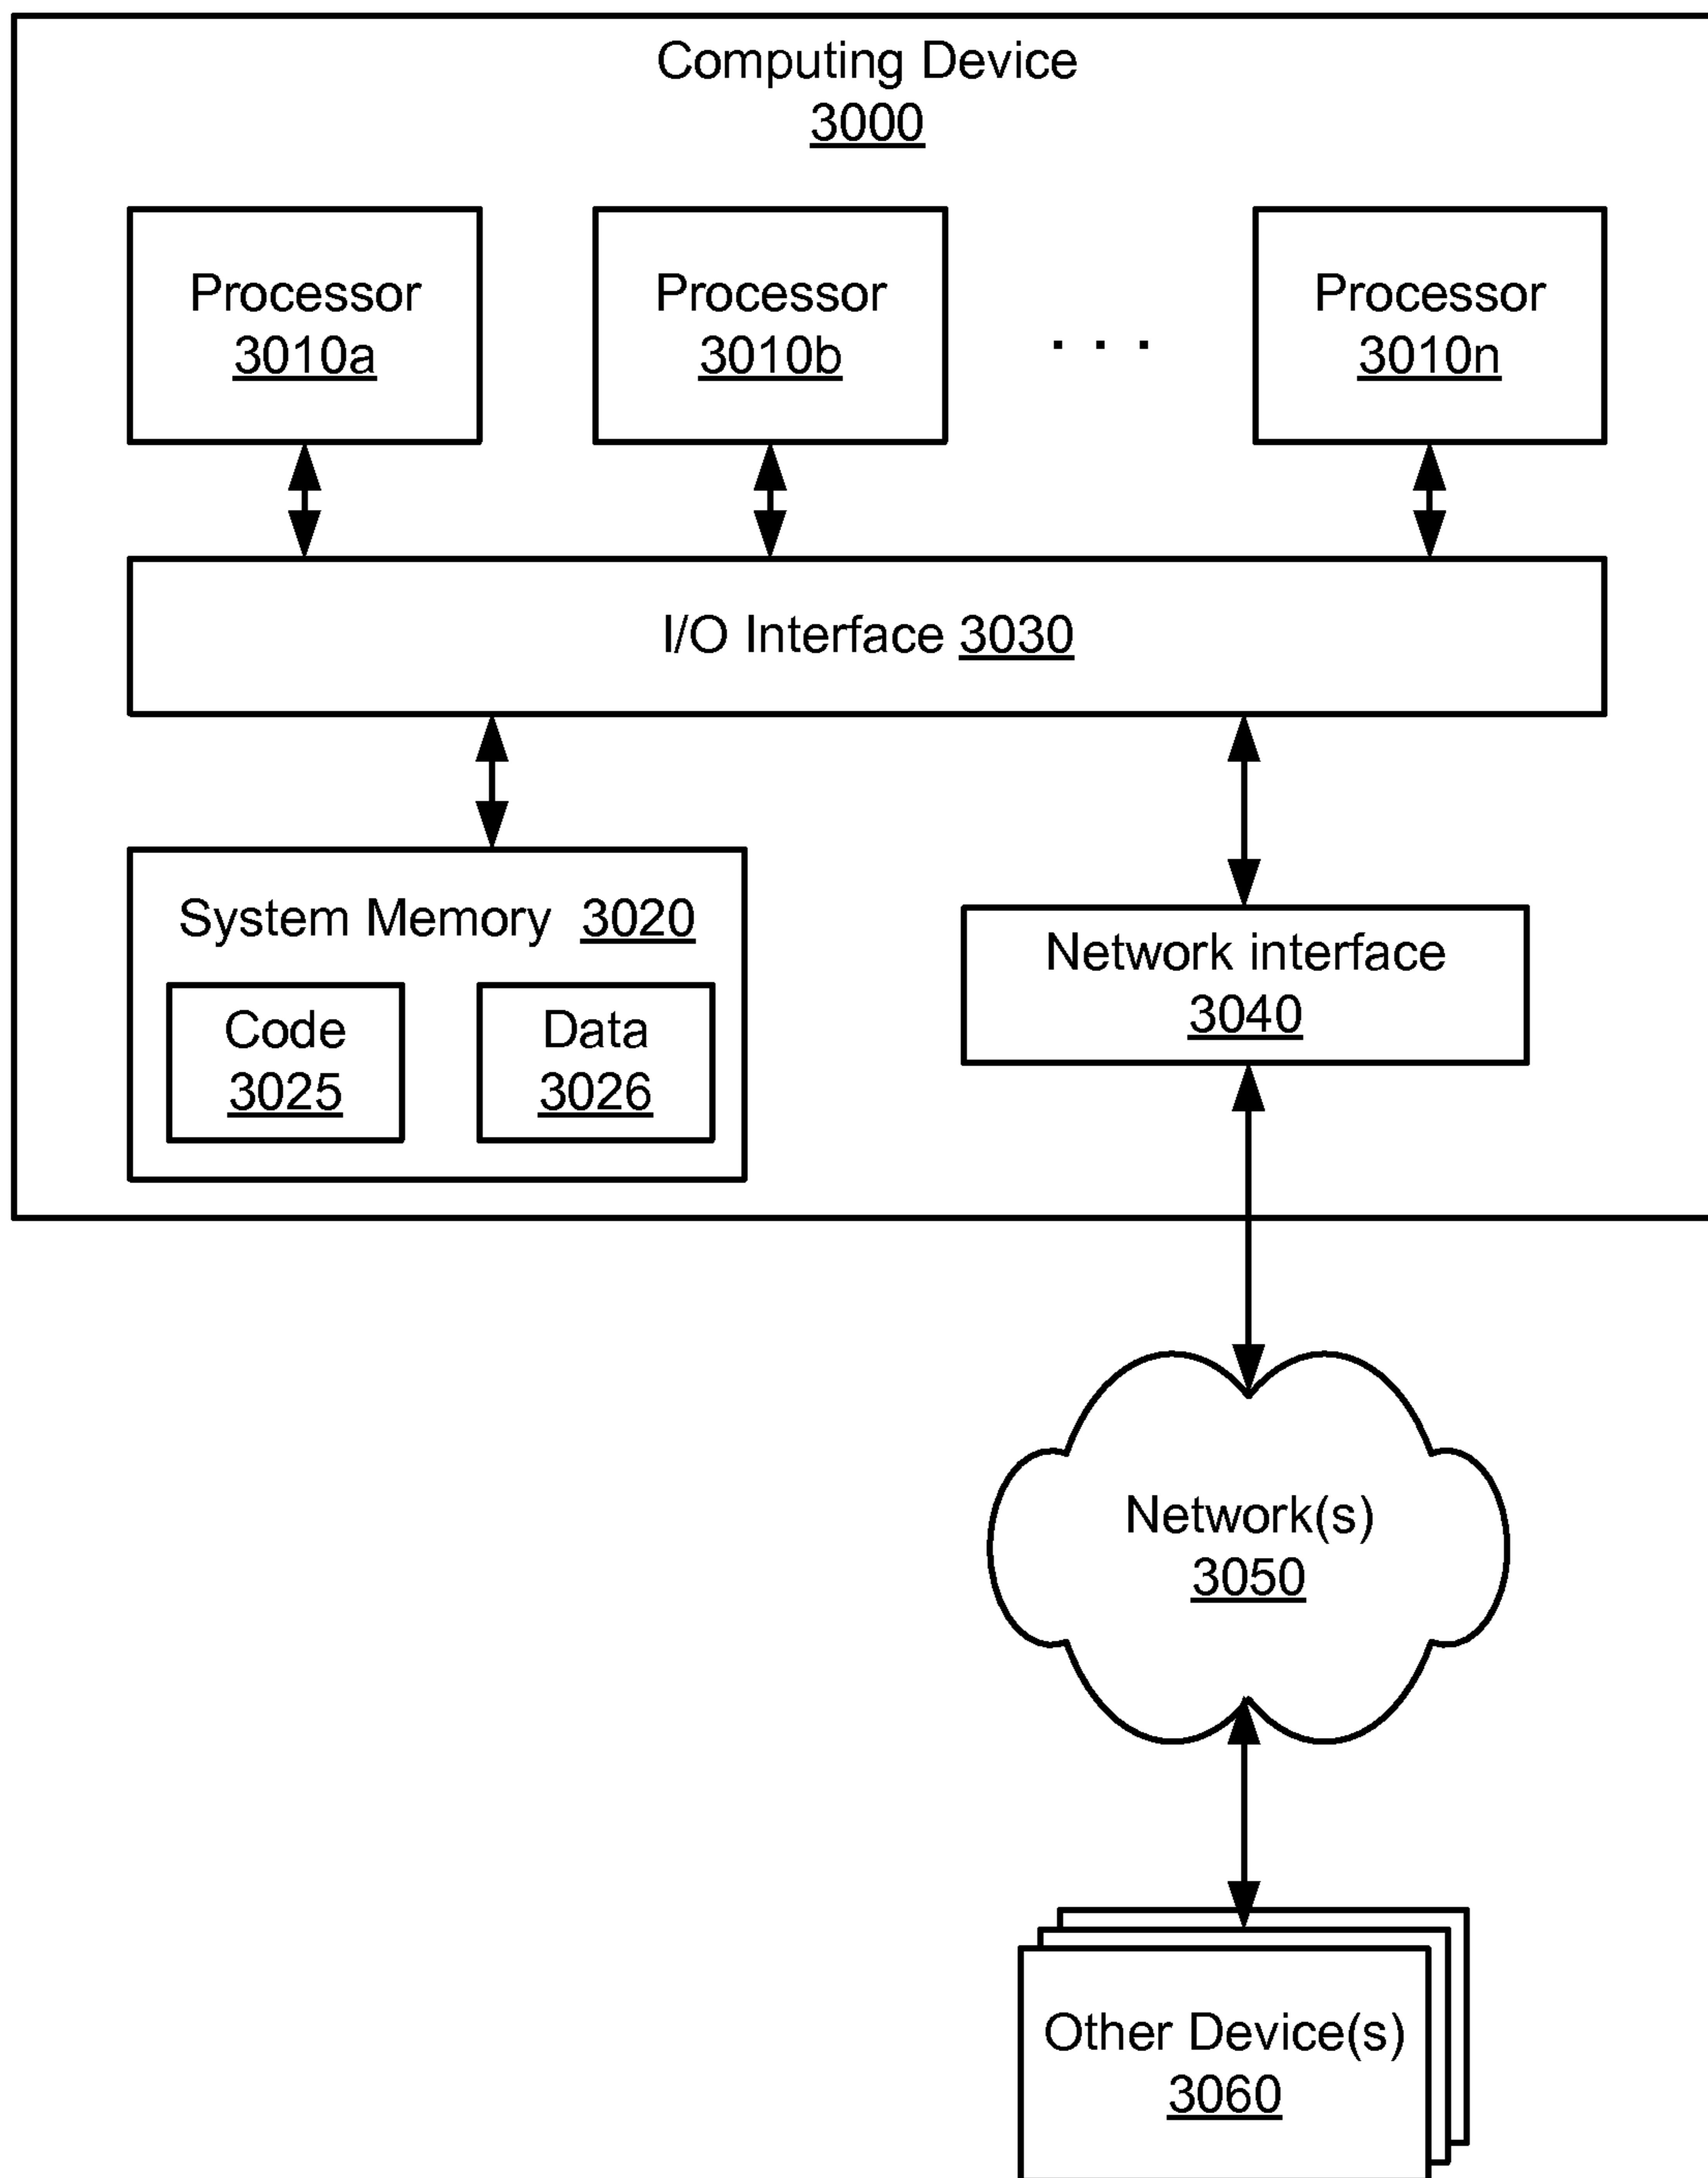 Computing Device
3000
Processor
3010a
Processor
3010b
. . .
Processor
3010n
I/O Interface 3030
System Memory 3020
Code
3025
Data
3026
Network interface
3040
Network(s)
3050
Other Device(s)
3060